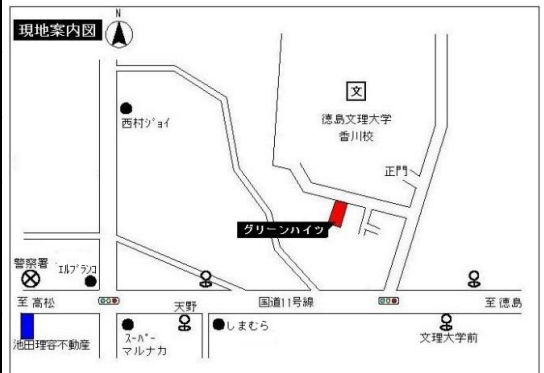 N
現地案内図
文
西村ジョイ
徳島文理大学
香川校
正門
グリーンハイツ
警察署
エルブランコ
至 高松
天野
国道11号線
至 徳島
池田理容不動産
スーパー
マルナカ
しまむら
文理大学前